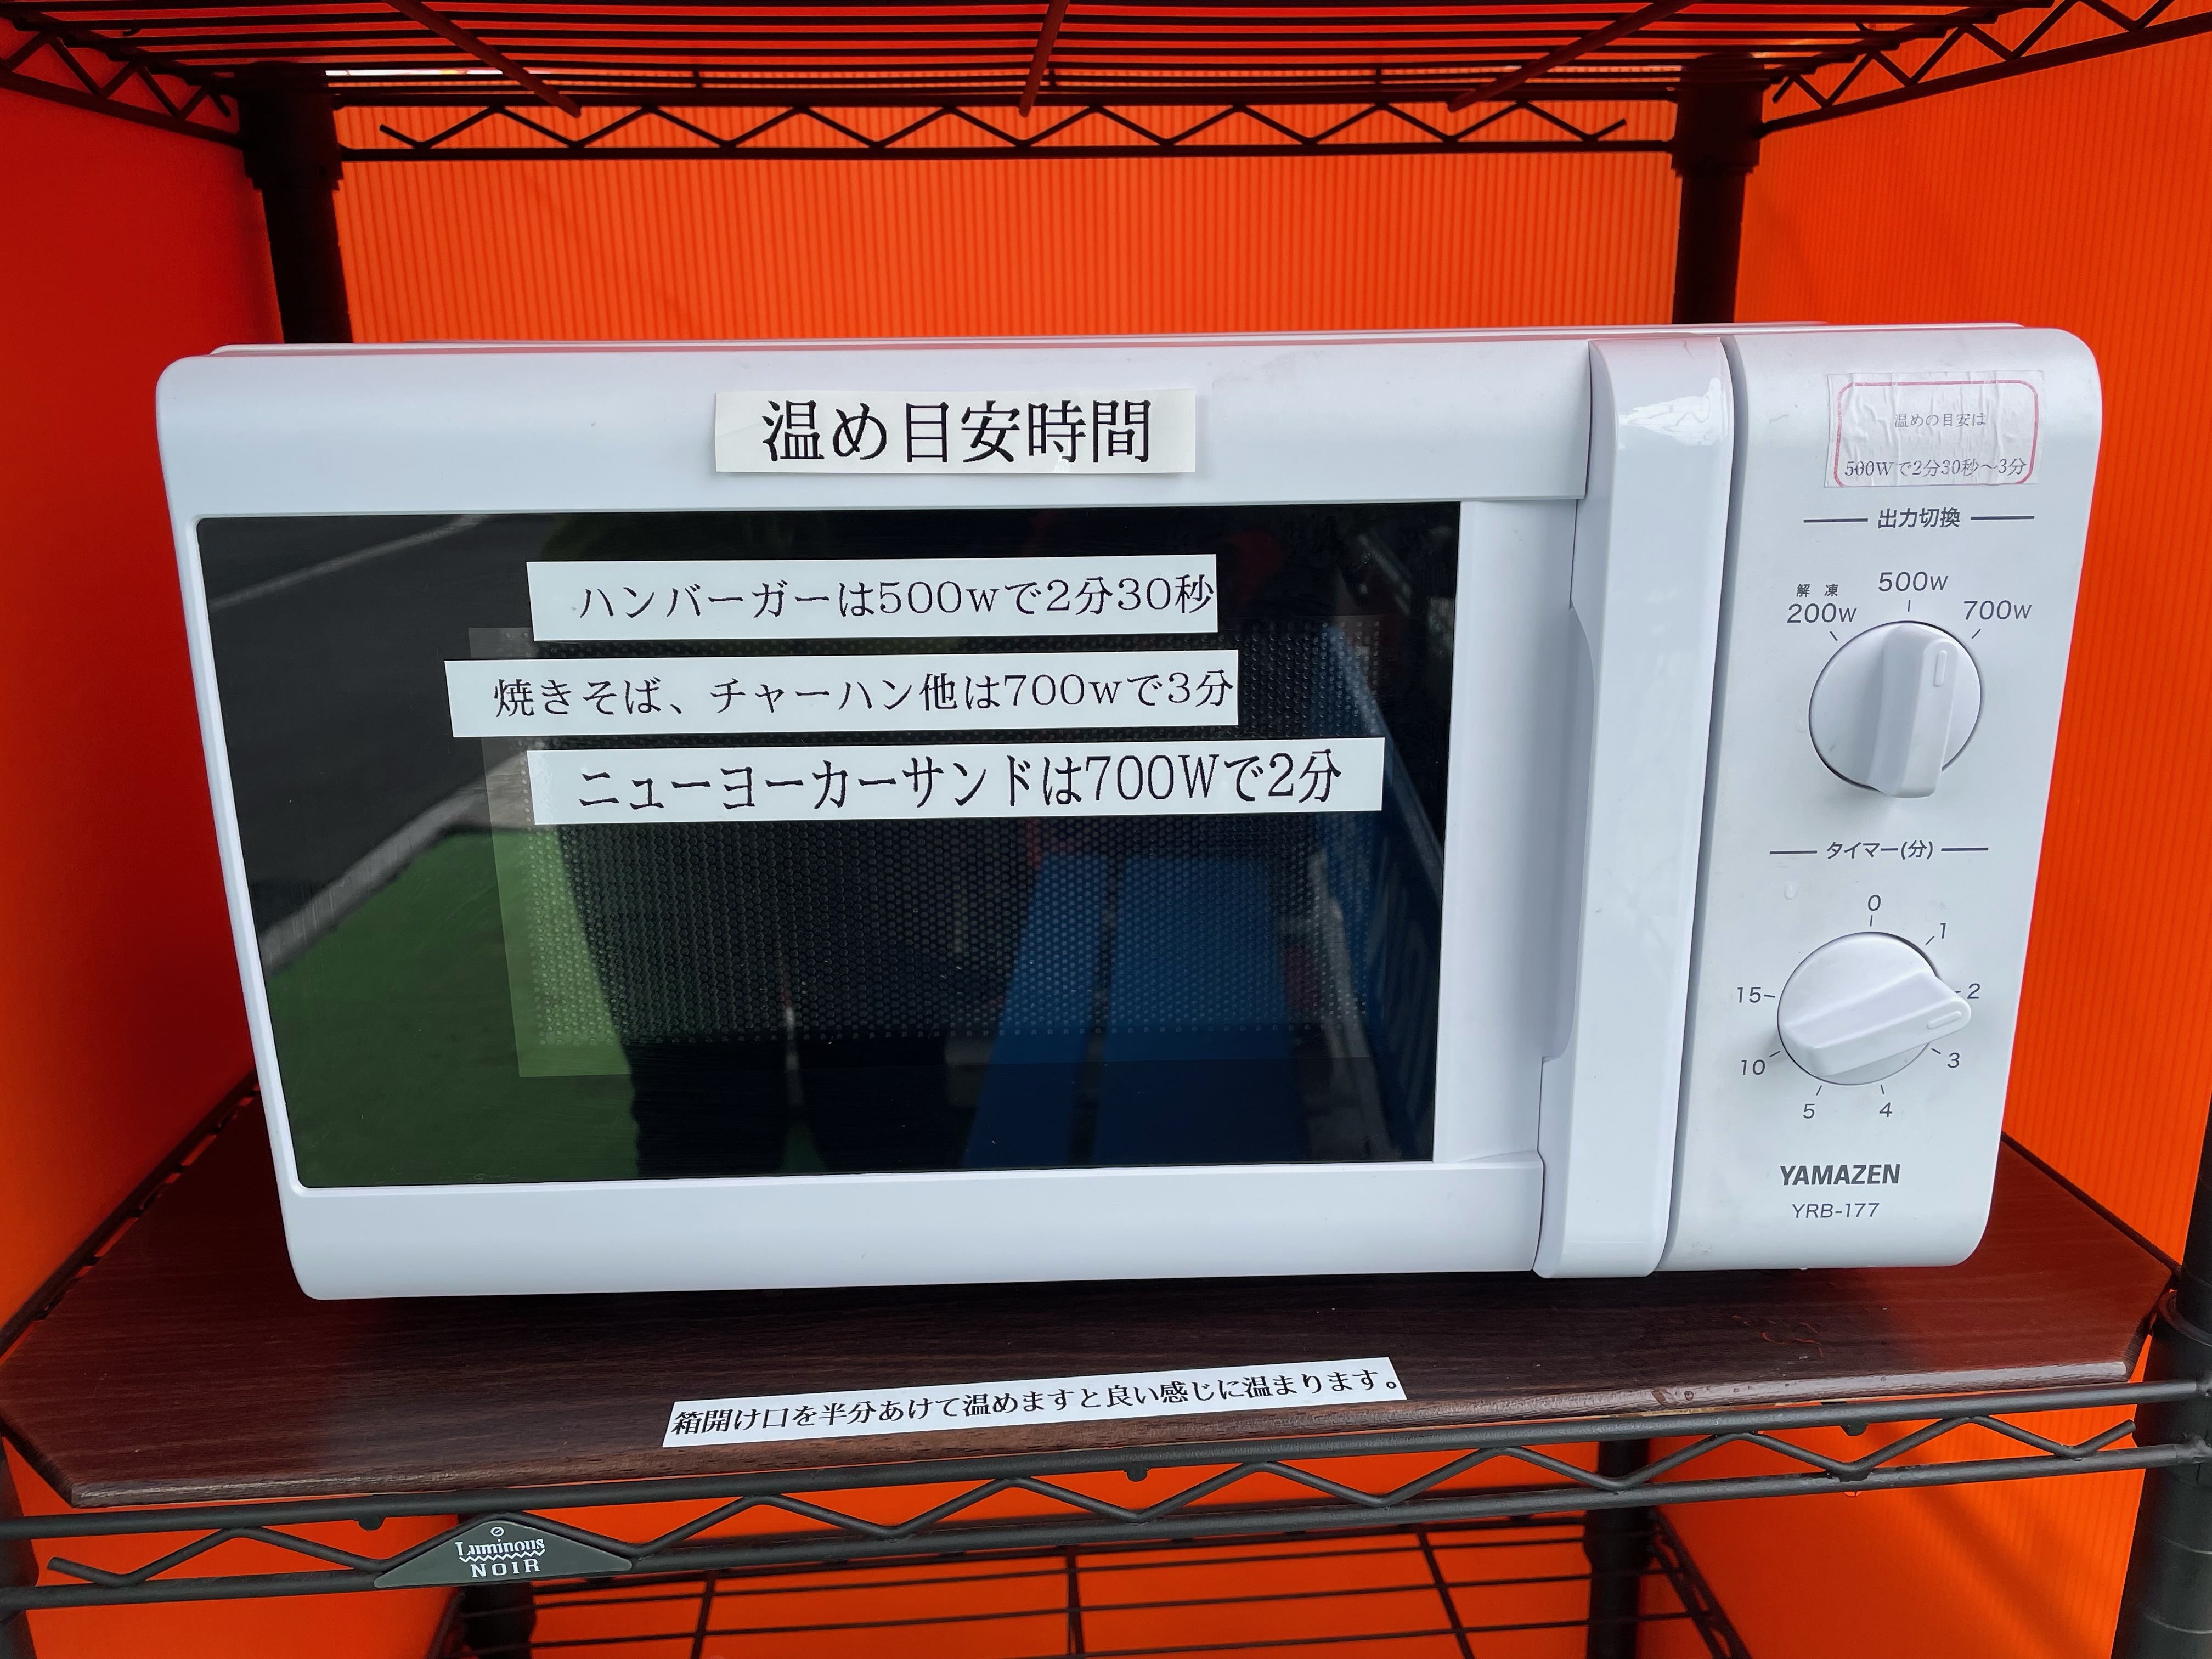 温め目安時間
ハンバーガーは500wで2分30秒
焼きそば、チャーハン他は700wで3分
ニューヨーカーサンドは700Wで2分
温めの目安は
500Wで2分30秒～3分
出力切換
解凍
200W
500W
700W
タイマー(分)
0
1
2
3
4
5
10
15
YAMAZEN
YRB-177
箱開け口を半分あけて温めますと良い感じに温まります。
Luminous
NOIR